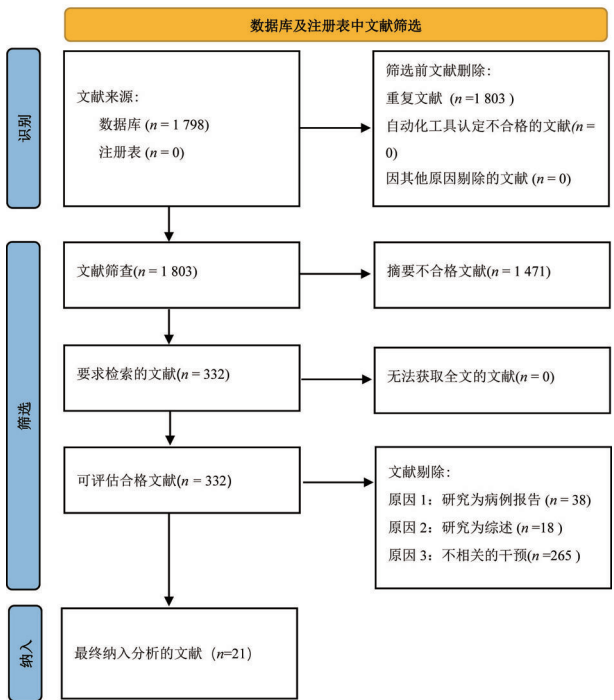 数据库及注册表中文献筛选
识别
文献来源：
数据库 (n = 1 798)
注册表 (n = 0)
筛选前文献删除：
重复文献 (n =1 803 )
自动化工具认定不合格的文献(n =
0)
因其他原因剔除的文献 (n = 0)
筛选
文献筛查(n = 1 803)
摘要不合格文献(n = 1 471)
要求检索的文献(n = 332)
无法获取全文的文献(n = 0)
可评估合格文献(n = 332)
文献剔除：
原因 1：研究为病例报告 (n = 38)
原因 2：研究为综述 (n =18 )
原因 3：不相关的干预(n =265 )
纳入
最终纳入分析的文献（n=21）